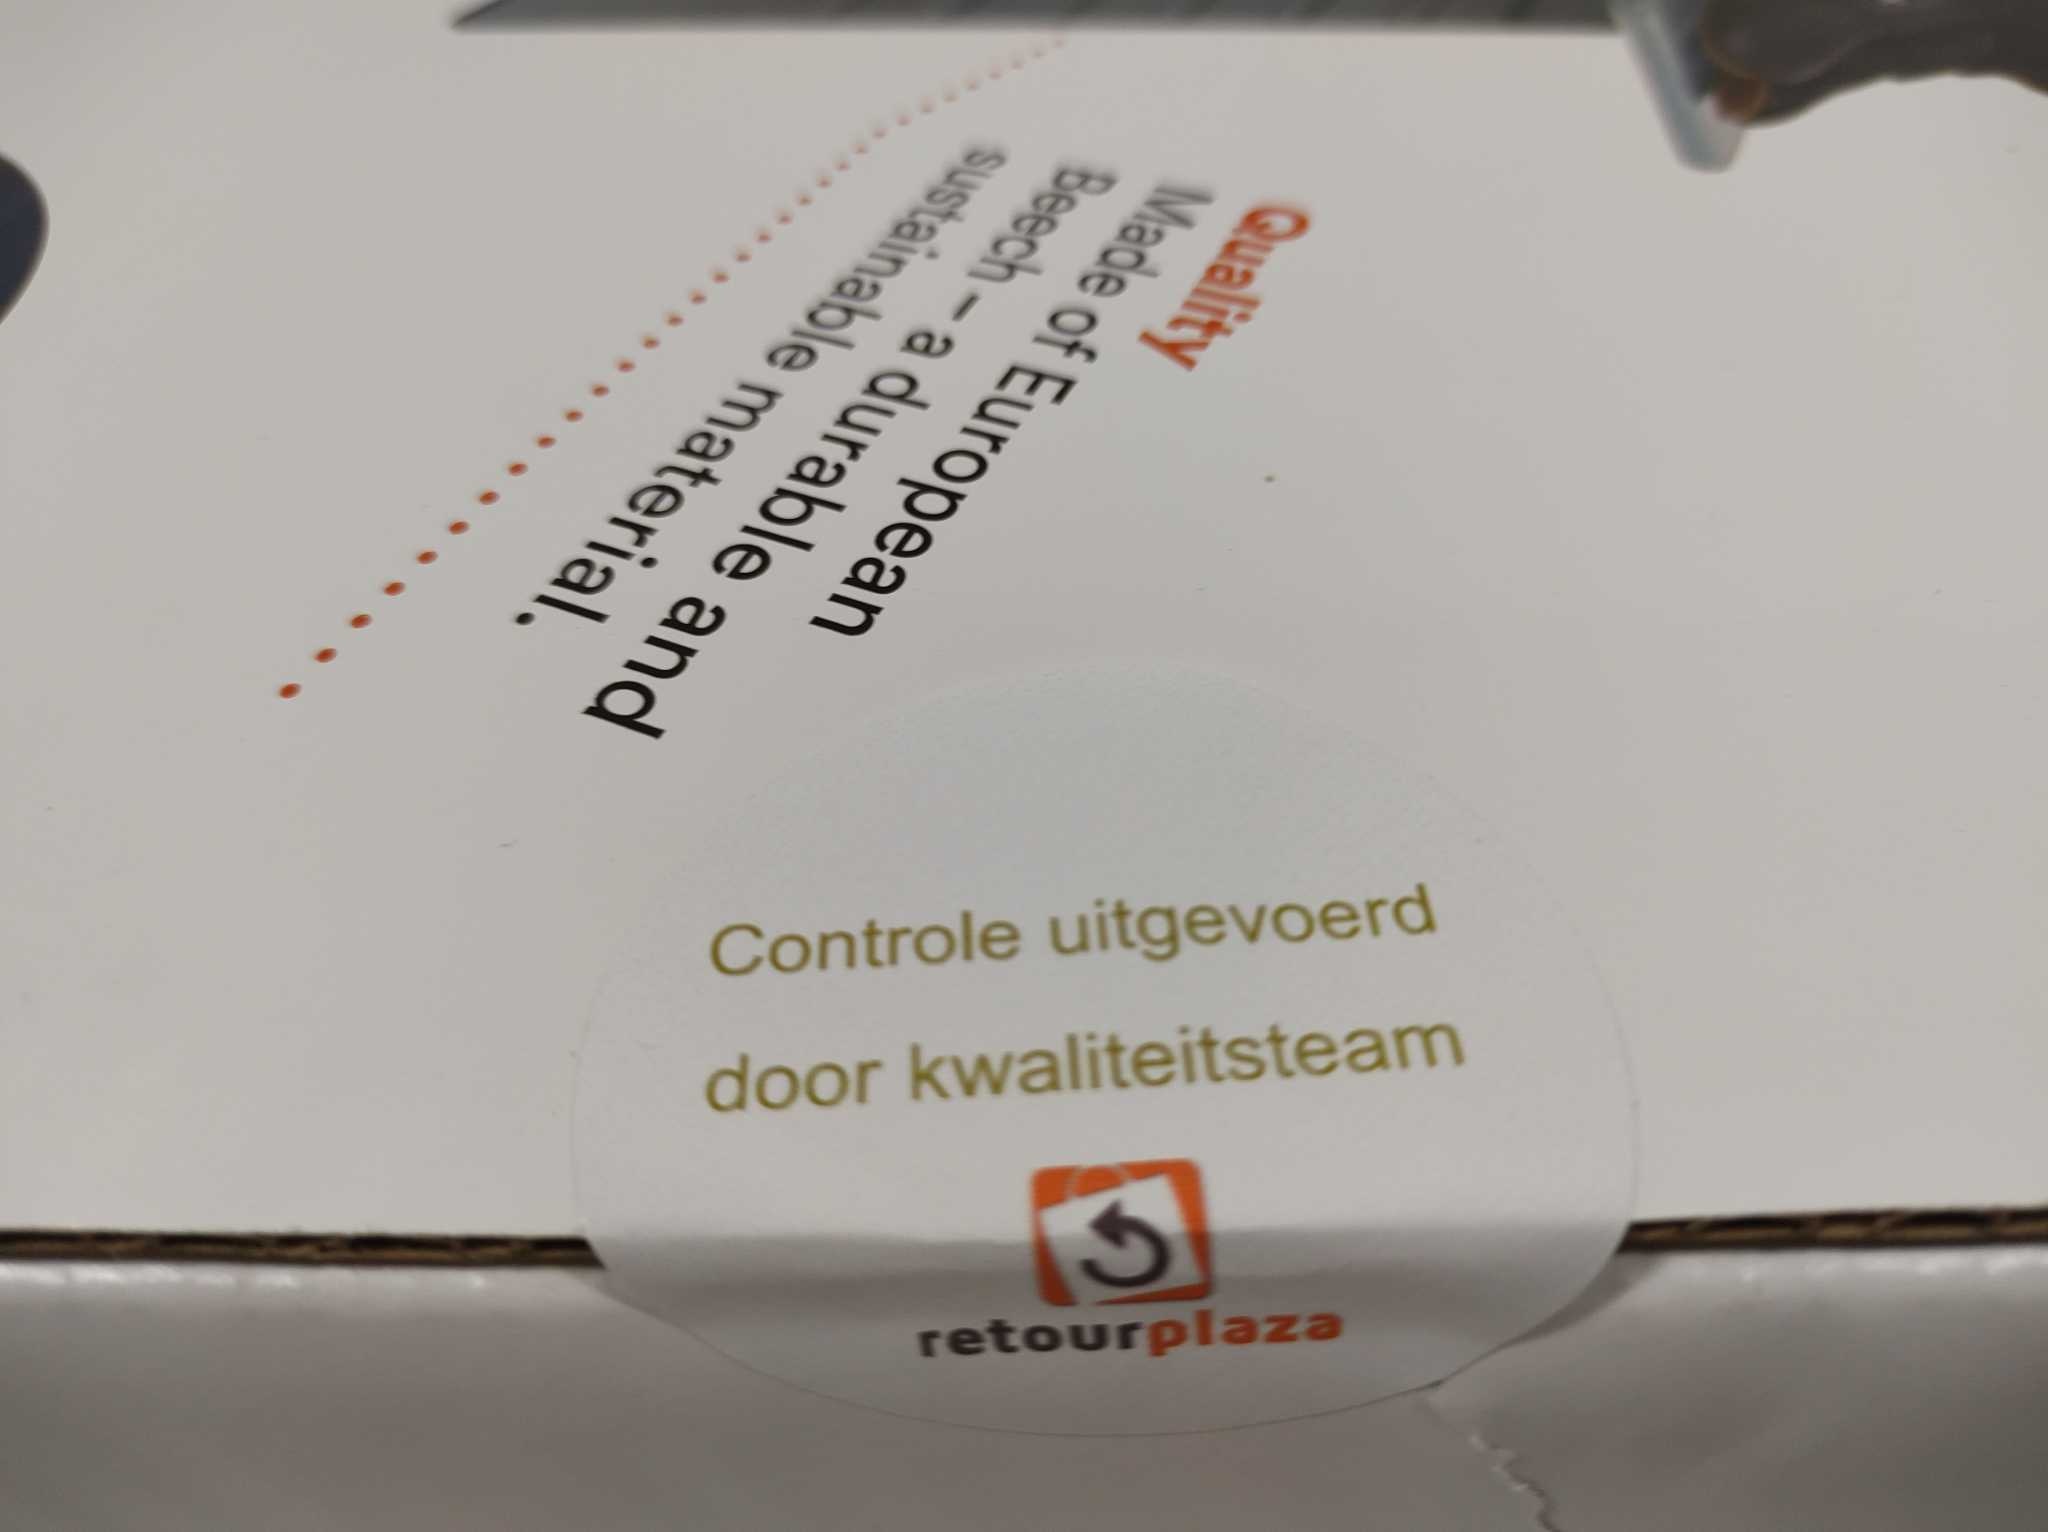 Quality
Made of European
Beech – a durable and
sustainable material.
Controle uitgevoerd
door kwaliteitsteam
retourplaza